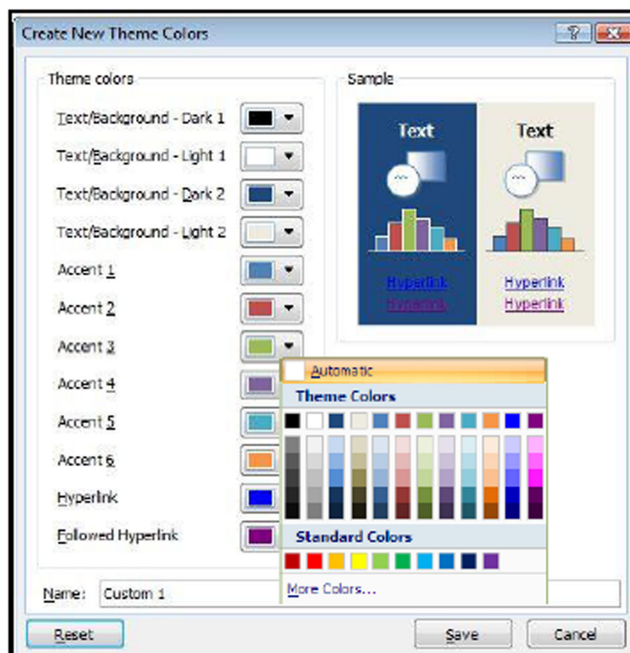 Create New Theme Colors
Theme colors
Text/Background - Dark 1
Text/Background - Light 1
Text/Background - Dark 2
Text/Background - Light 2
Accent 1
Accent 2
Accent 3
Accent 4
Accent 5
Accent 6
Hyperlink
Followed Hyperlink
Sample
Text Text
Hyperlink Hyperlink
Hyperlink Hyperlink
Automatic
Theme Colors
Standard Colors
More Colors...
Name: Custom 1
Reset Save Cancel